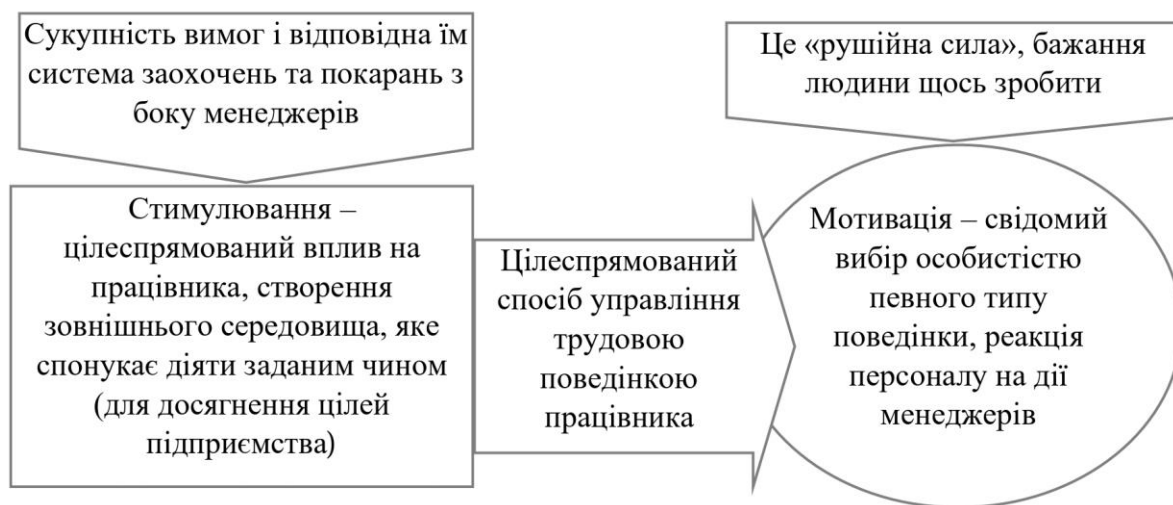 Сукупність вимог і відповідна їм
система заохочень та покарань з
боку менеджерів
Це «рушійна сила», бажання
людини щось зробити
Стимулювання –
цілеспрямований вплив на
працівника, створення
зовнішнього середовища, яке
спонукає діяти заданим чином
(для досягнення цілей
підприємства)
Цілеспрямований
спосіб управління
трудовою
поведінкою
працівника
Мотивація – свідомий
вибір особистістю
певного типу
поведінки, реакція
персоналу на дії
менеджерів